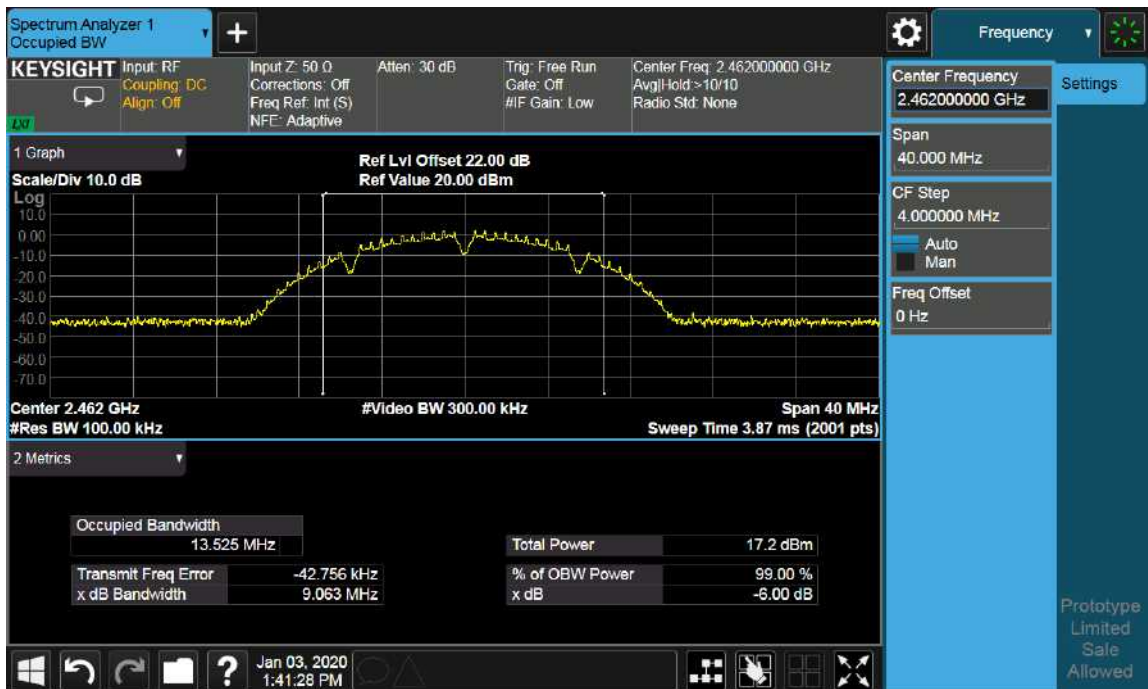 Spectrum Analyzer 1
Occupied BW
Frequency
KEYSIGHT
Input: RF
Coupling: DC
Align: Off
Input Z: 50 Ω
Corrections: Off
Freq Ref: Int (S)
NFE: Adaptive
Atten: 30 dB
Trig: Free Run
Gate: Off
#IF Gain: Low
Center Freq: 2.462000000 GHz
Avg|Hold:>10/10
Radio Std: None
LXI
Center Frequency
2.462000000 GHz
Settings
Span
40.000 MHz
CF Step
4.000000 MHz
Auto
Man
Freq Offset
0 Hz
1 Graph
Scale/Div 10.0 dB
Ref Lvl Offset 22.00 dB
Ref Value 20.00 dBm
Log
10.0
0.00
-10.0
-20.0
-30.0
-40.0
-50.0
-60.0
-70.0
Center 2.462 GHz
#Video BW 300.00 kHz
Span 40 MHz
#Res BW 100.00 kHz
Sweep Time 3.87 ms (2001 pts)
2 Metrics
Occupied Bandwidth
13.525 MHz
Total Power 17.2 dBm
Transmit Freq Error -42.756 kHz
% of OBW Power 99.00 %
x dB Bandwidth 9.063 MHz
x dB -6.00 dB
Prototype
Limited
Sale
Allowed
?
Jan 03, 2020
1:41:28 PM